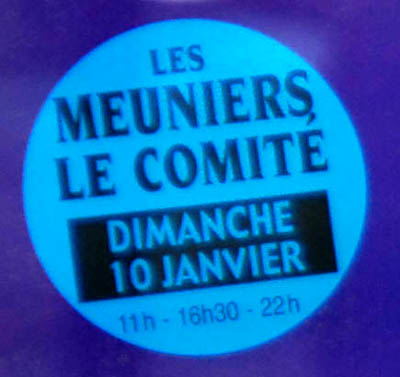 LES
MEUNIERS
LE COMITÉ
DIMANCHE
10 JANVIER
11h - 16h30 - 22h